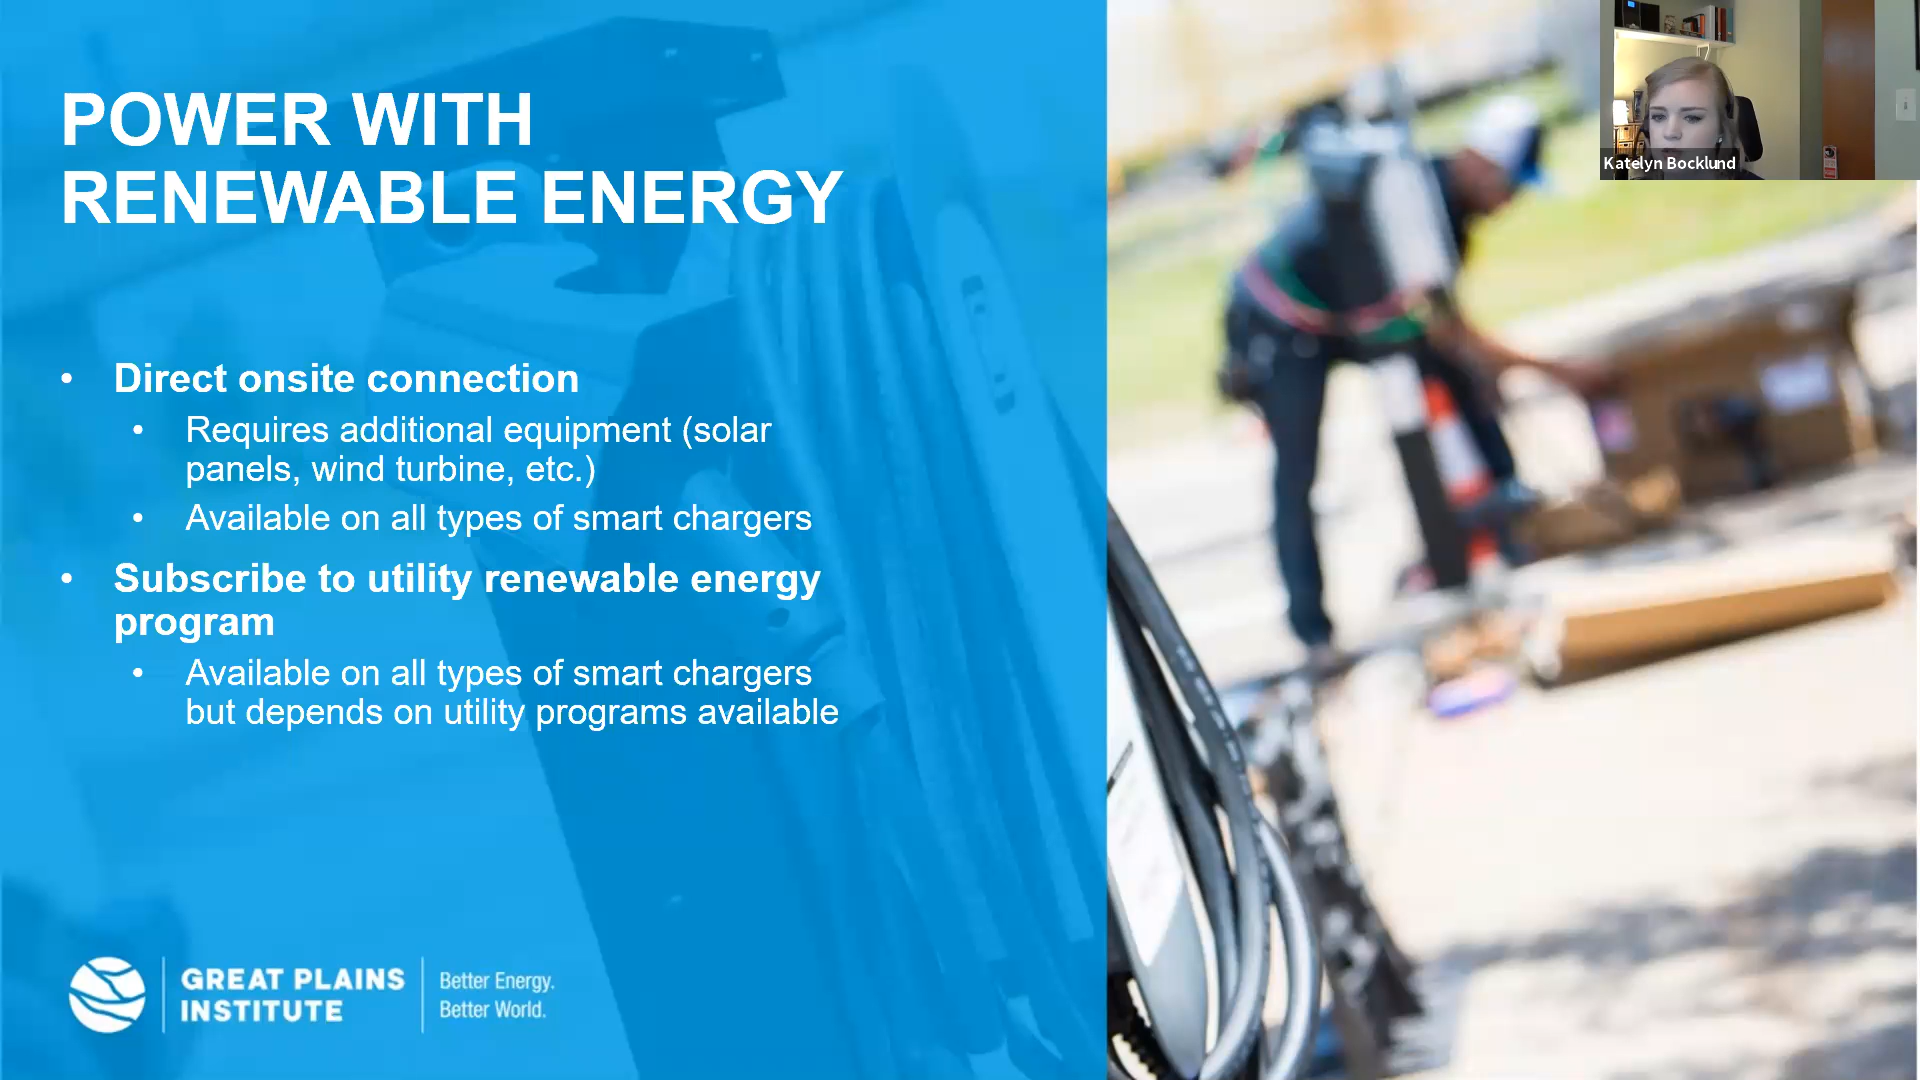 POWER WITH
RENEWABLE ENERGY
• Direct onsite connection
• Requires additional equipment (solar
panels, wind turbine, etc.)
• Available on all types of smart chargers
• Subscribe to utility renewable energy
program
• Available on all types of smart chargers
but depends on utility programs available
GREAT PLAINS
INSTITUTE
Better Energy.
Better World.
Katelyn Bocklund